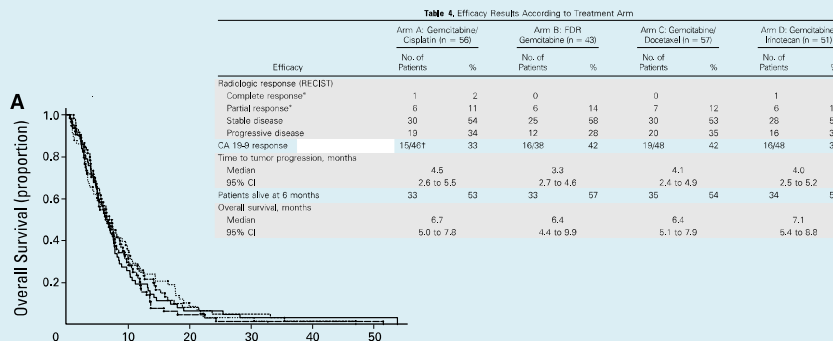 Table 4. Efficacy Results According to Treatment Arm
Arm A: Gemcitabine/ Cisplatin (n = 56) Arm B: FDR Gemcitabine (n = 43) Arm C: Gemcitabine/ Docetaxel (n = 57) Arm D: Gemcitabine/ Irinotecan (n = 51)
Efficacy No. of Patients % No. of Patients % No. of Patients % No. of Patients
Radiologic response (RECIST)
Complete response* 1 2 0 0 1
Partial response* 6 11 6 14 7 12 6 1
Stable disease 30 54 25 58 30 53 28 5
Progressive disease 19 34 12 28 20 35 16 3
CA 19-9 response 15/46† 33 16/38 42 19/48 42 16/48 3
Time to tumor progression, months
Median 4.5 3.3 4.1 4.0
95% CI 2.6 to 5.5 2.7 to 4.6 2.4 to 4.9 2.5 to 5.2
Patients alive at 6 months 33 53 33 57 35 54 34 5
Overall survival, months
Median 6.7 6.4 6.4 7.1
95% CI 5.0 to 7.8 4.4 to 9.9 5.1 to 7.9 5.4 to 8.8
A
Overall Survival (proportion)
1.0
0.8
0.6
0.4
0.2
0 10 20 30 40 50